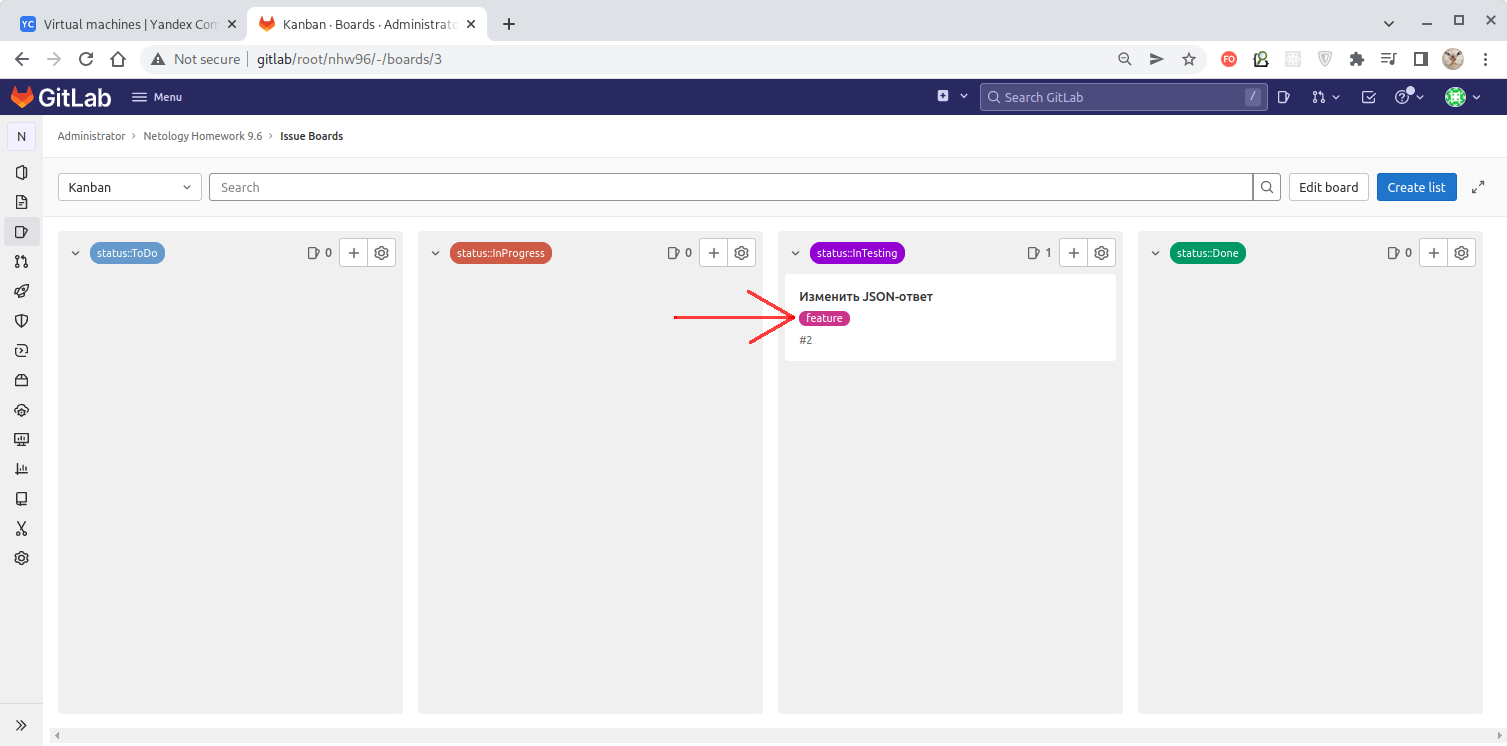 YC Virtual machines | Yandex Com
Kanban · Boards · Administrato
Not secure gitlab/root/nhw96/-/boards/3
FO
GitLab Menu Search GitLab /
N Administrator › Netology Homework 9.6 › Issue Boards
Kanban Search Edit board Create list
status::ToDo 0
status::InProgress 0
status::InTesting 1
status::Done 0
Изменить JSON-ответ
feature
#2